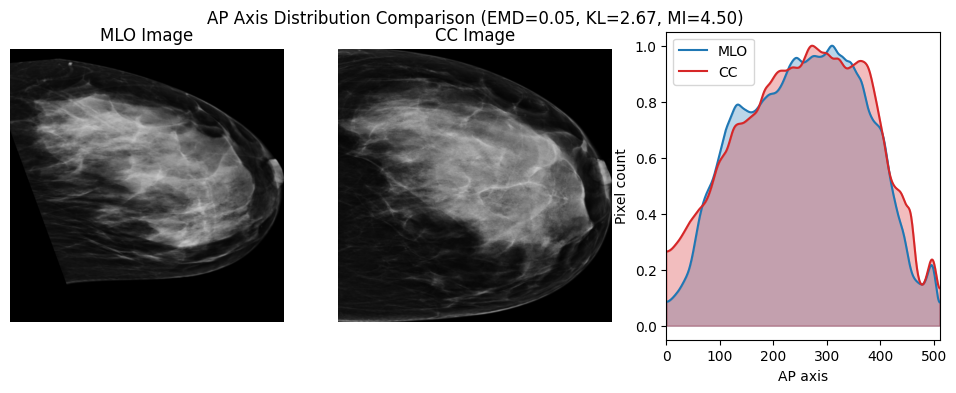 AP Axis Distribution Comparison (EMD=0.05, KL=2.67, MI=4.50)
MLO Image
CC Image
MLO
CC
Pixel count
1.0
0.8
0.6
0.4
0.2
0.0
0 100 200 300 400 500
AP axis